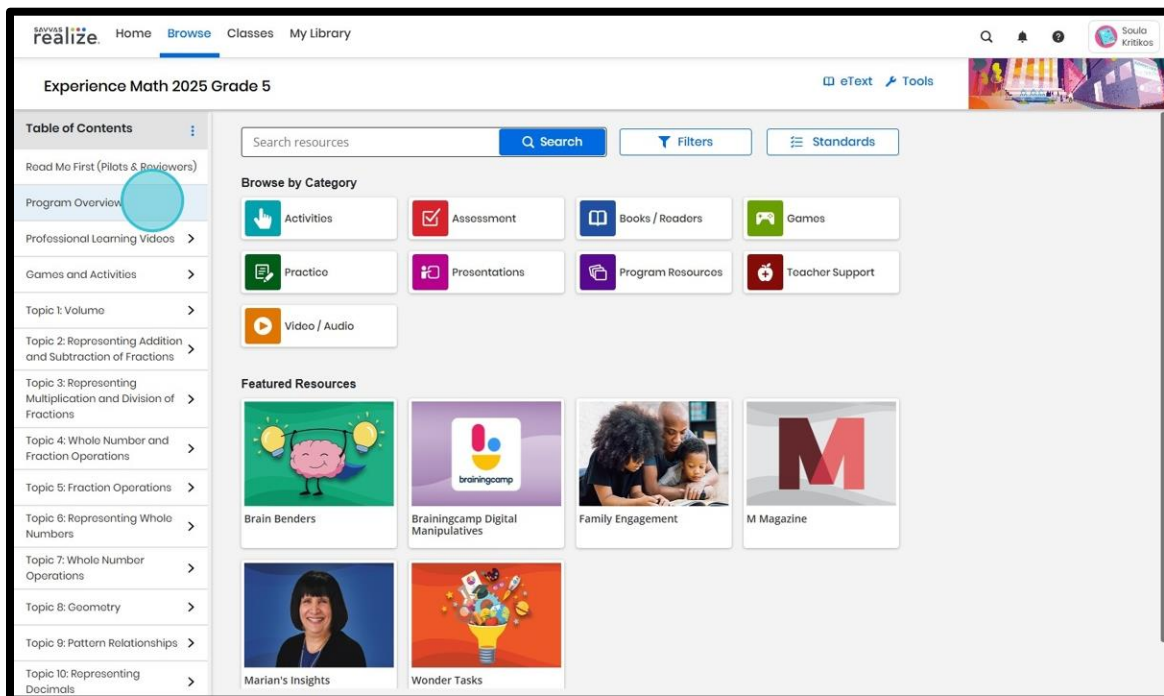 SAVVAS
realize.
Home
Browse
Classes
My Library
Soula
Kritikos
Experience Math 2025 Grade 5
eText
Tools
Table of Contents
Read Me First (Pilots & Reviewers)
Program Overview
Professional Learning Videos
Games and Activities
Topic 1: Volume
Topic 2: Representing Addition
and Subtraction of Fractions
Topic 3: Representing
Multiplication and Division of
Fractions
Topic 4: Whole Number and
Fraction Operations
Topic 5: Fraction Operations
Topic 6: Representing Whole
Numbers
Topic 7: Whole Number
Operations
Topic 8: Geometry
Topic 9: Pattern Relationships
Topic 10: Representing
Decimals
Search resources
Search
Filters
Standards
Browse by Category
Activities
Assessment
Books / Readers
Games
Practice
Presentations
Program Resources
Teacher Support
Video / Audio
Featured Resources
brainingcamp
M
Brain Benders
Brainingcamp Digital
Manipulatives
Family Engagement
M Magazine
Marian's Insights
Wonder Tasks